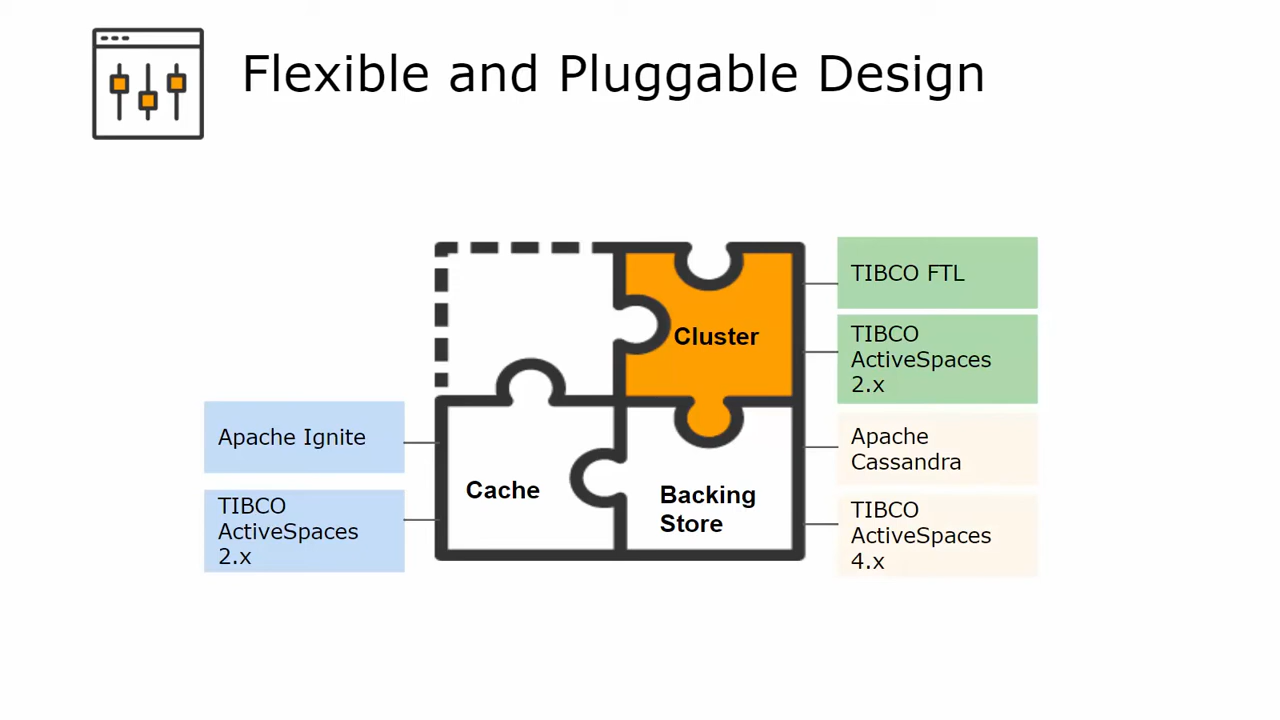 Flexible and Pluggable Design
Cluster
TIBCO FTL
TIBCO
ActiveSpaces
2.x
Apache Ignite
TIBCO
ActiveSpaces
2.x
Cache
Backing
Store
Apache
Cassandra
TIBCO
ActiveSpaces
4.x